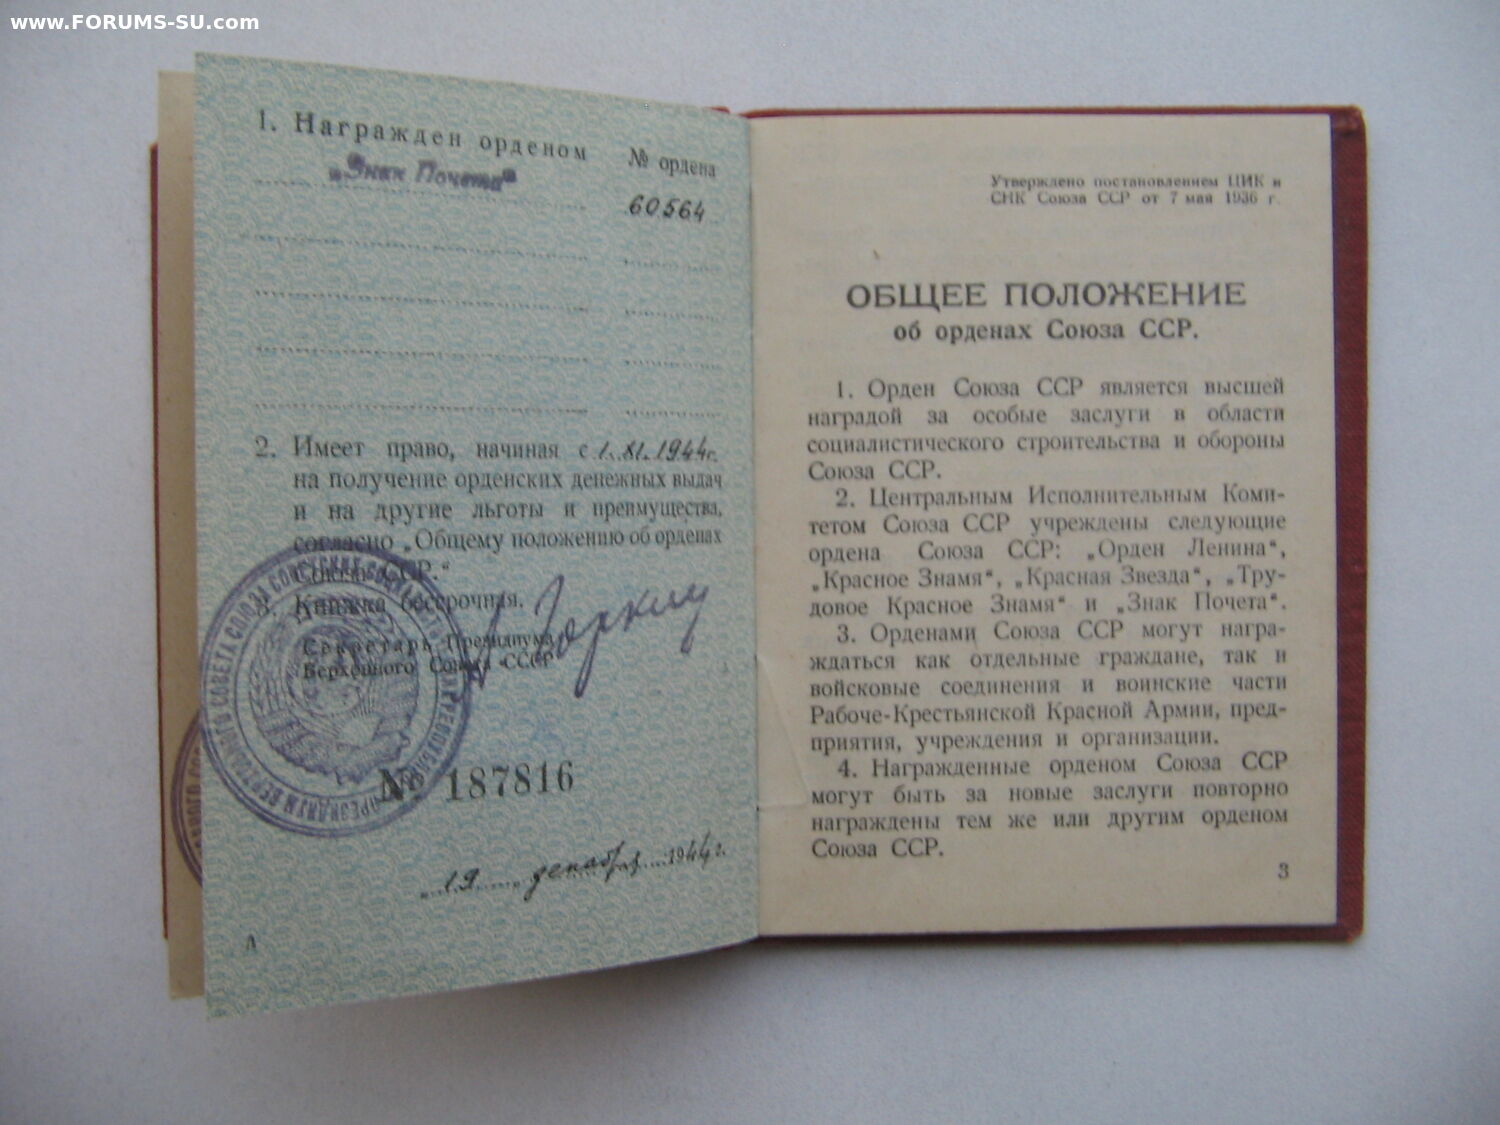 www.FORUMS-SU.com
1. Награжден орденом
№ ордена
„Знак Почета"
60564
2. Имеет право, начиная с 1.XI.1944г.
на получение орденских денежных выдач
и на другие льготы и преимущества,
согласно „Общему положению об орденах
Союза ССР."
3. Книжка бессрочная.
Секретарь Президиума
Верховного Совета СССР
Горкин
№ 187816
„19" декабря 1944 г.
А
Утверждено постановлением ЦИК и
СНК Союза ССР от 7 мая 1936 г.
ОБЩЕЕ ПОЛОЖЕНИЕ
об орденах Союза ССР.
1. Орден Союза ССР является высшей
наградой за особые заслуги в области
социалистического строительства и обороны
Союза ССР.
2. Центральным Исполнительным Коми-
тетом Союза ССР учреждены следующие
ордена Союза ССР: „Орден Ленина",
„Красное Знамя", „Красная Звезда", „Тру-
довое Красное Знамя" и „Знак Почета".
3. Орденами Союза ССР могут награ-
ждаться как отдельные граждане, так и
войсковые соединения и воинские части
Рабоче-Крестьянской Красной Армии, пред-
приятия, учреждения и организации.
4. Награжденные орденом Союза ССР
могут быть за новые заслуги повторно
награждены тем же или другим орденом
Союза ССР.
3